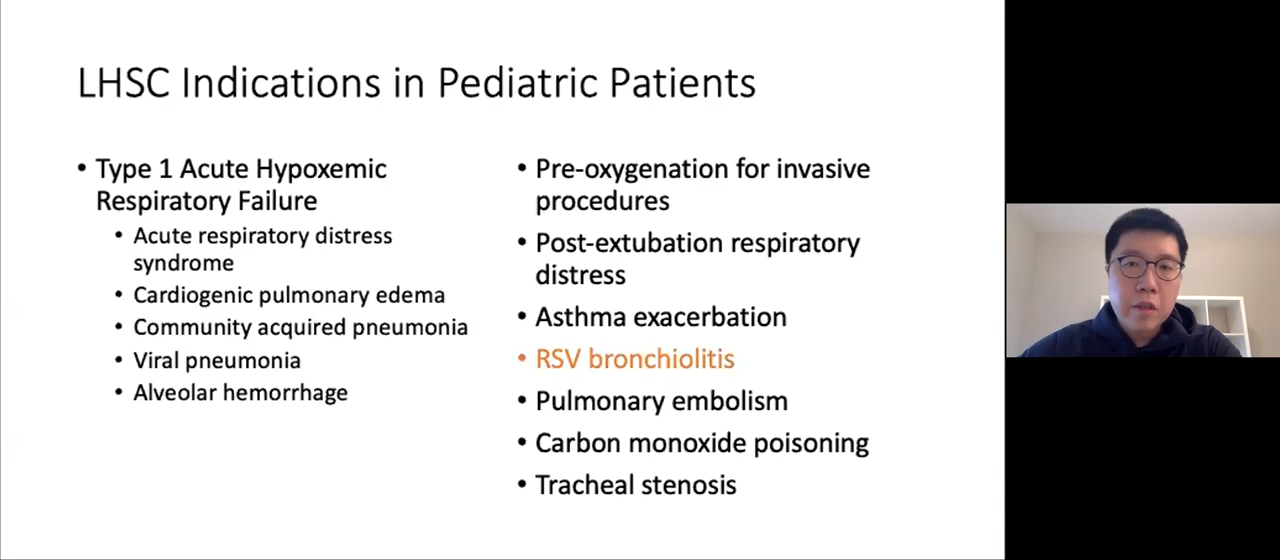 LHSC Indications in Pediatric Patients
• Type 1 Acute Hypoxemic
Respiratory Failure
• Acute respiratory distress
syndrome
• Cardiogenic pulmonary edema
• Community acquired pneumonia
• Viral pneumonia
• Alveolar hemorrhage
• Pre-oxygenation for invasive
procedures
• Post-extubation respiratory
distress
• Asthma exacerbation
• RSV bronchiolitis
• Pulmonary embolism
• Carbon monoxide poisoning
• Tracheal stenosis